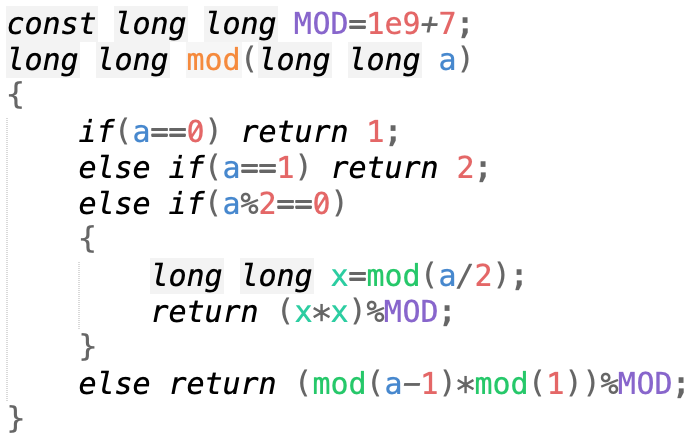 const long long MOD=1e9+7;
long long mod(long long a)
{
    if(a==0) return 1;
    else if(a==1) return 2;
    else if(a%2==0)
    {
        long long x=mod(a/2);
        return (x*x)%MOD;
    }
    else return (mod(a-1)*mod(1))%MOD;
}